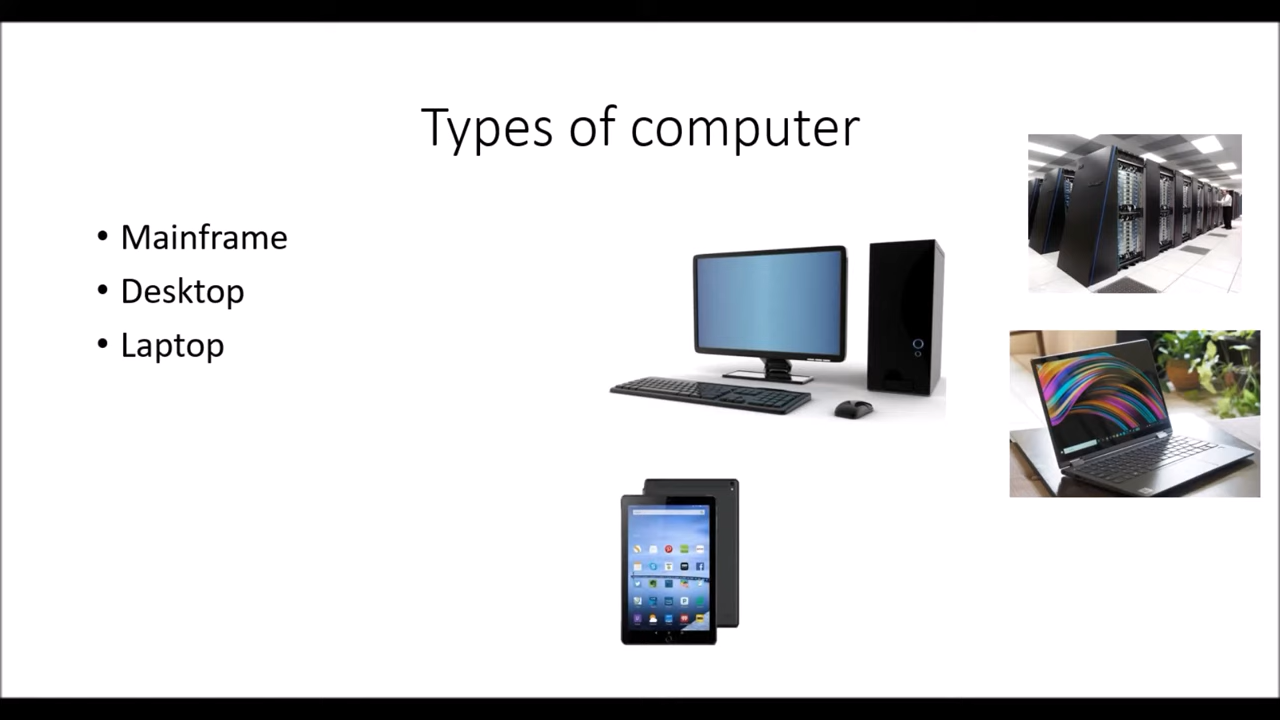 Types of computer
• Mainframe
• Desktop
• Laptop